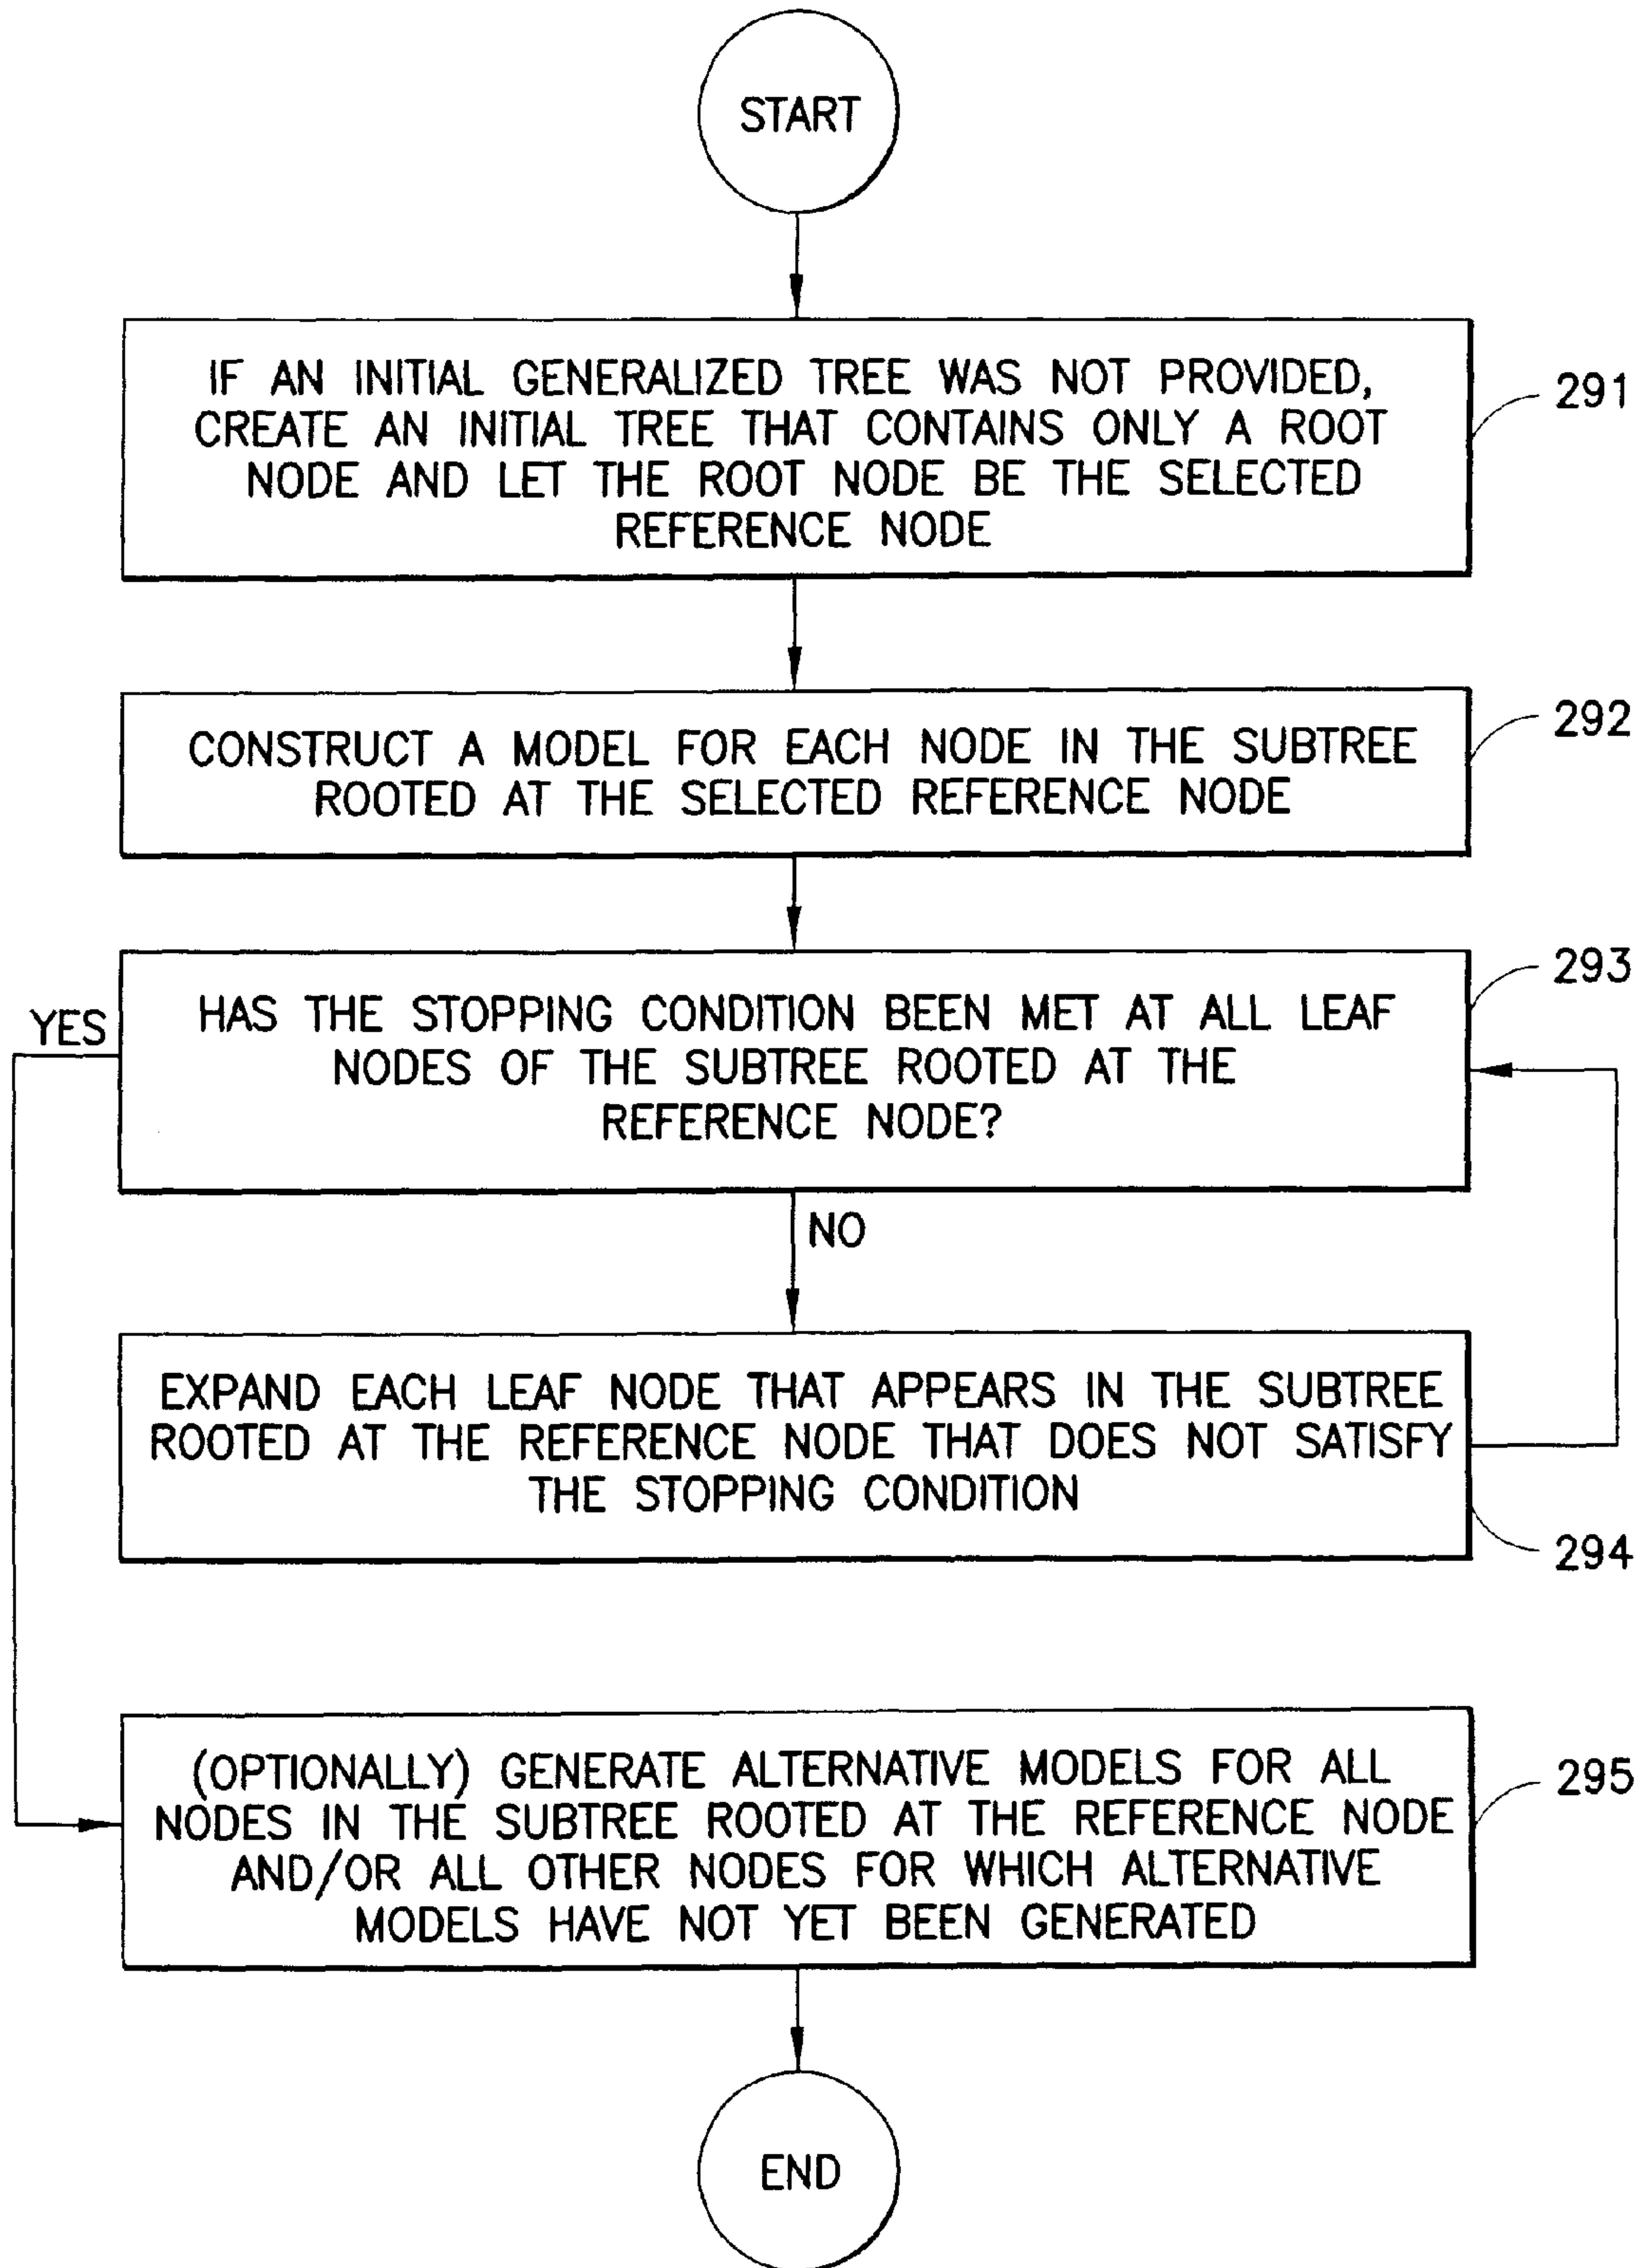 START
IF AN INITIAL GENERALIZED TREE WAS NOT PROVIDED,
CREATE AN INITIAL TREE THAT CONTAINS ONLY A ROOT
NODE AND LET THE ROOT NODE BE THE SELECTED
REFERENCE NODE
291
CONSTRUCT A MODEL FOR EACH NODE IN THE SUBTREE
ROOTED AT THE SELECTED REFERENCE NODE
292
HAS THE STOPPING CONDITION BEEN MET AT ALL LEAF
NODES OF THE SUBTREE ROOTED AT THE
REFERENCE NODE?
293
YES
NO
EXPAND EACH LEAF NODE THAT APPEARS IN THE SUBTREE
ROOTED AT THE REFERENCE NODE THAT DOES NOT SATISFY
THE STOPPING CONDITION
294
(OPTIONALLY) GENERATE ALTERNATIVE MODELS FOR ALL
NODES IN THE SUBTREE ROOTED AT THE REFERENCE NODE
AND/OR ALL OTHER NODES FOR WHICH ALTERNATIVE
MODELS HAVE NOT YET BEEN GENERATED
295
END